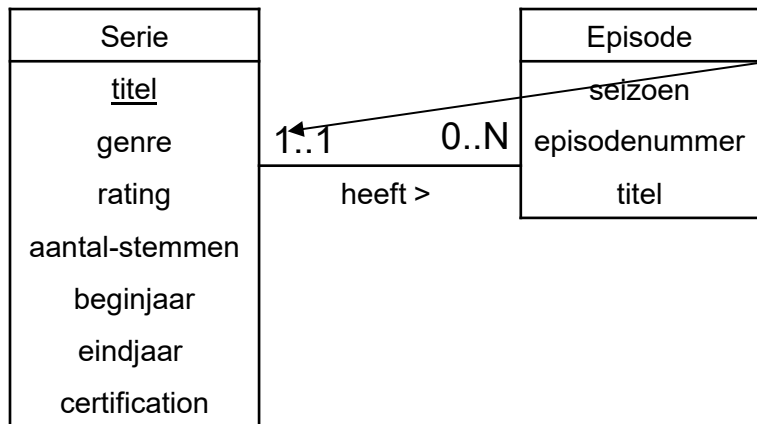 Serie
titel
genre
rating
aantal-stemmen
beginjaar
eindjaar
certification
1..1
0..N
heeft >
Episode
seizoen
episodenummer
titel